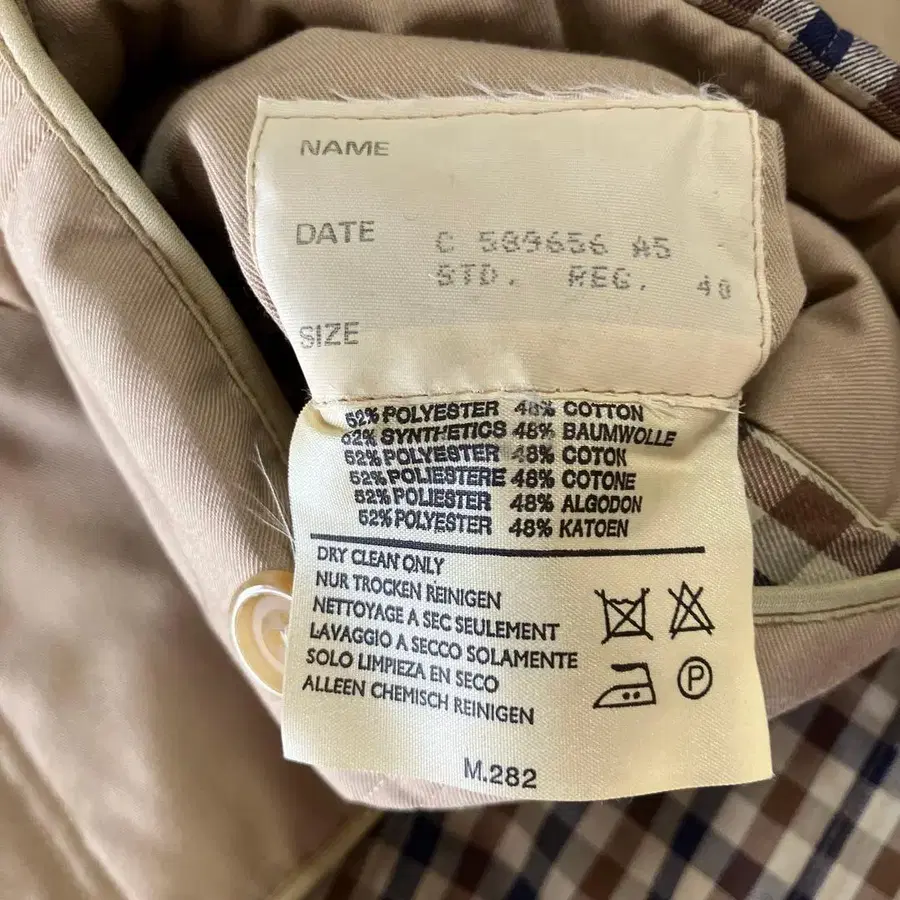 NAME
DATE
C 589656 A5
STD. REG. 40
SIZE
52% POLYESTER 48% COTTON
52% SYNTHETICS 48% BAUMWOLLE
52% POLYESTER 48% COTON
52% POLIESTERE 48% COTONE
52% POLIESTER 48% ALGODON
52% POLYESTER 48% KATOEN
DRY CLEAN ONLY
NUR TROCKEN REINIGEN
NETTOYAGE A SEC SEULEMENT
LAVAGGIO A SECCO SOLAMENTE
SOLO LIMPIEZA EN SECO
ALLEEN CHEMISCH REINIGEN
P
M.282